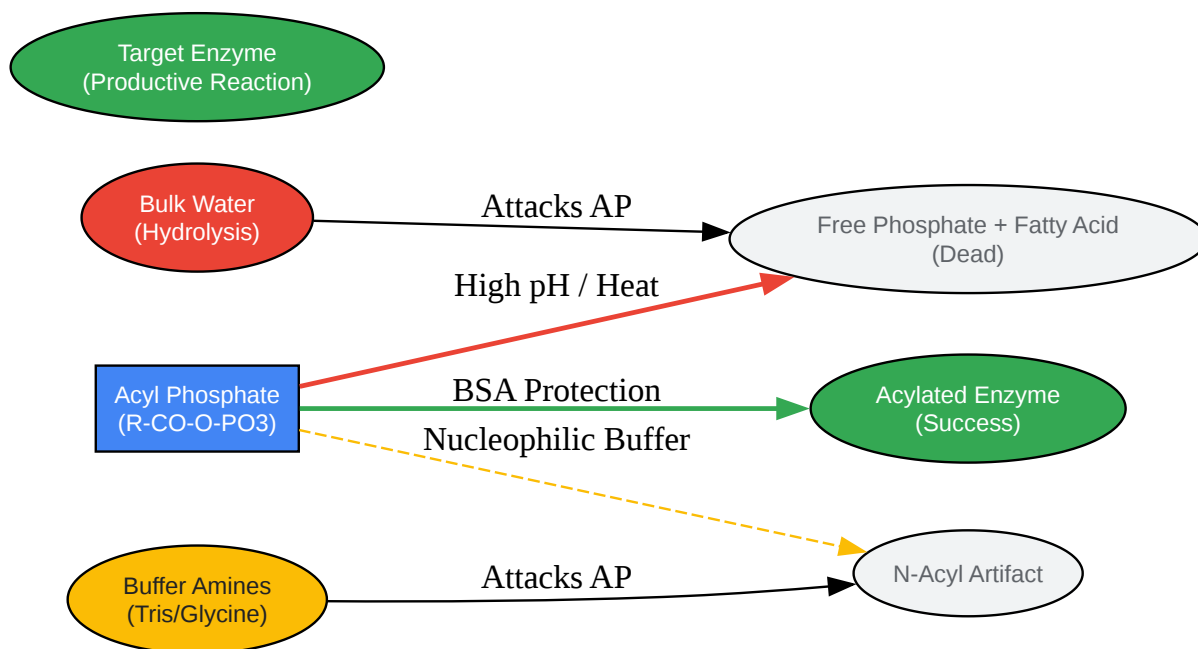 Target Enzyme
(Productive Reaction)
Bulk Water
(Hydrolysis)
Attacks AP
Free Phosphate + Fatty Acid
(Dead)
High pH / Heat
Acyl Phosphate
(R-CO-O-PO3)
BSA Protection
Acylated Enzyme
(Success)
Nucleophilic Buffer
Buffer Amines
(Tris/Glycine)
Attacks AP
N-Acyl Artifact